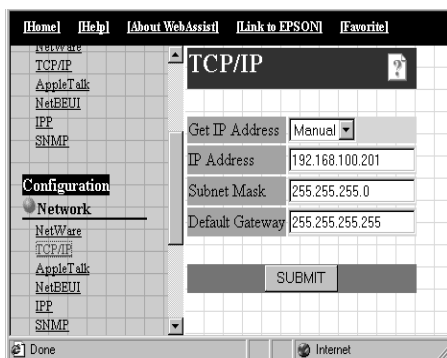 [Home] [Help] [About WebAssist] [Link to EPSON] [Favorite]
NetWare
TCP/IP
AppleTalk
NetBEUI
IPP
SNMP
Configuration
Network
NetWare
TCP/IP
AppleTalk
NetBEUI
IPP
SNMP
TCP/IP
?
Get IP Address Manual
IP Address 192.168.100.201
Subnet Mask 255.255.255.0
Default Gateway 255.255.255.255
SUBMIT
Done Internet